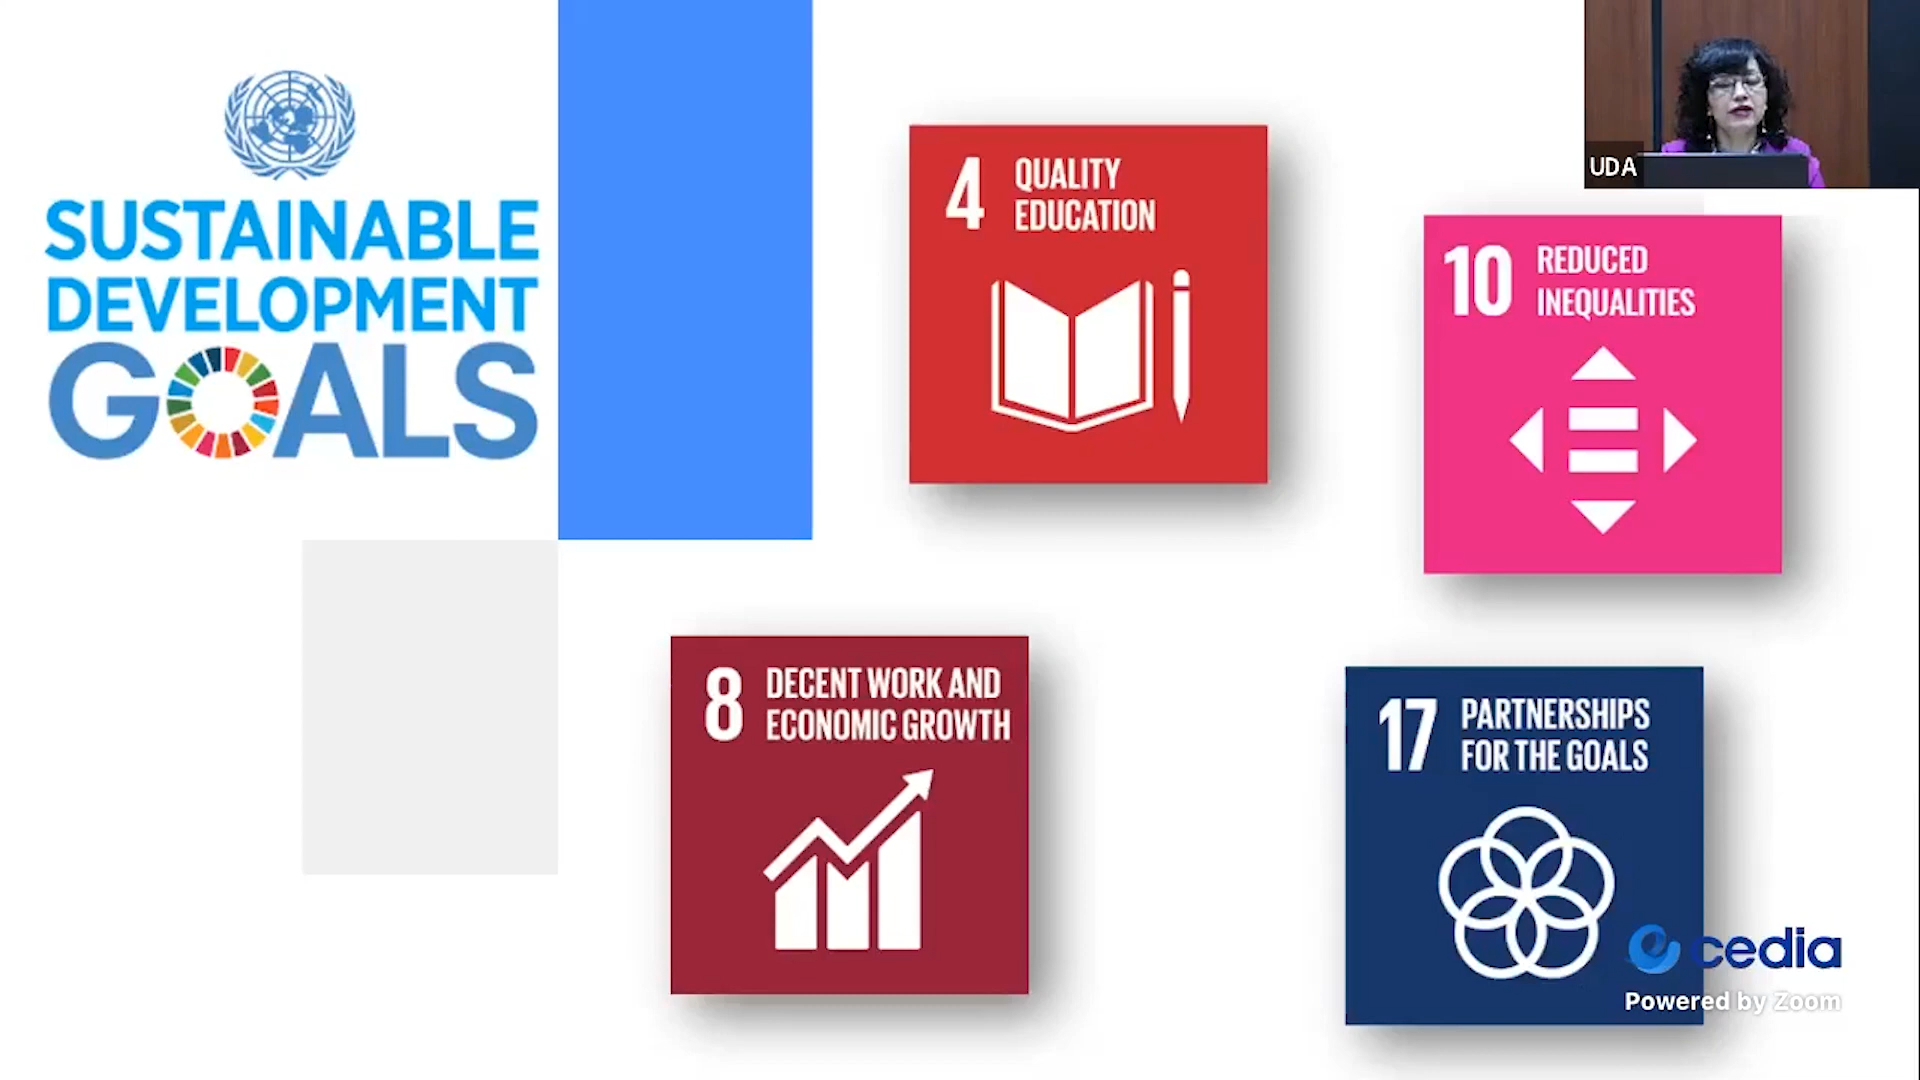 SUSTAINABLE
DEVELOPMENT
GOALS
4 QUALITY
EDUCATION
UDA
10 REDUCED
INEQUALITIES
8 DECENT WORK AND
ECONOMIC GROWTH
17 PARTNERSHIPS
FOR THE GOALS
cedia
Powered by Zoom